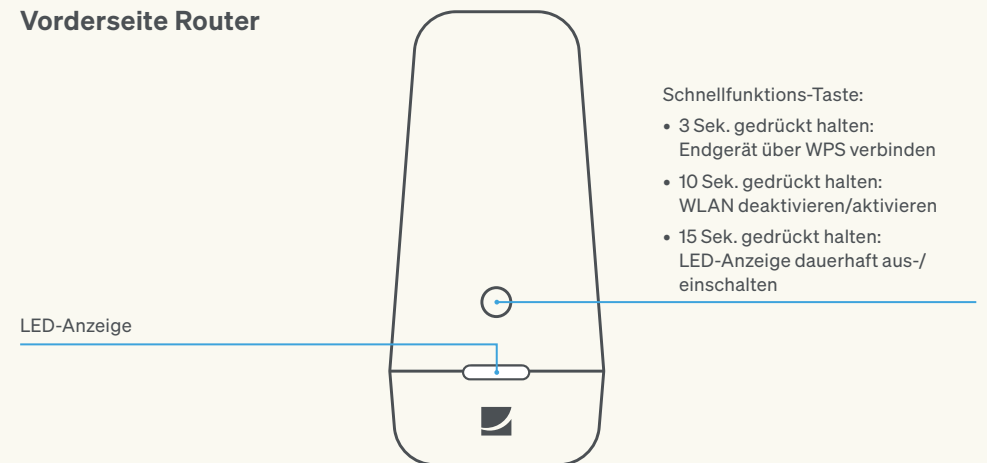 Vorderseite Router
Schnellfunktions-Taste:
• 3 Sek. gedrückt halten:
Endgerät über WPS verbinden
• 10 Sek. gedrückt halten:
WLAN deaktivieren/aktivieren
• 15 Sek. gedrückt halten:
LED-Anzeige dauerhaft aus-/
einschalten
LED-Anzeige